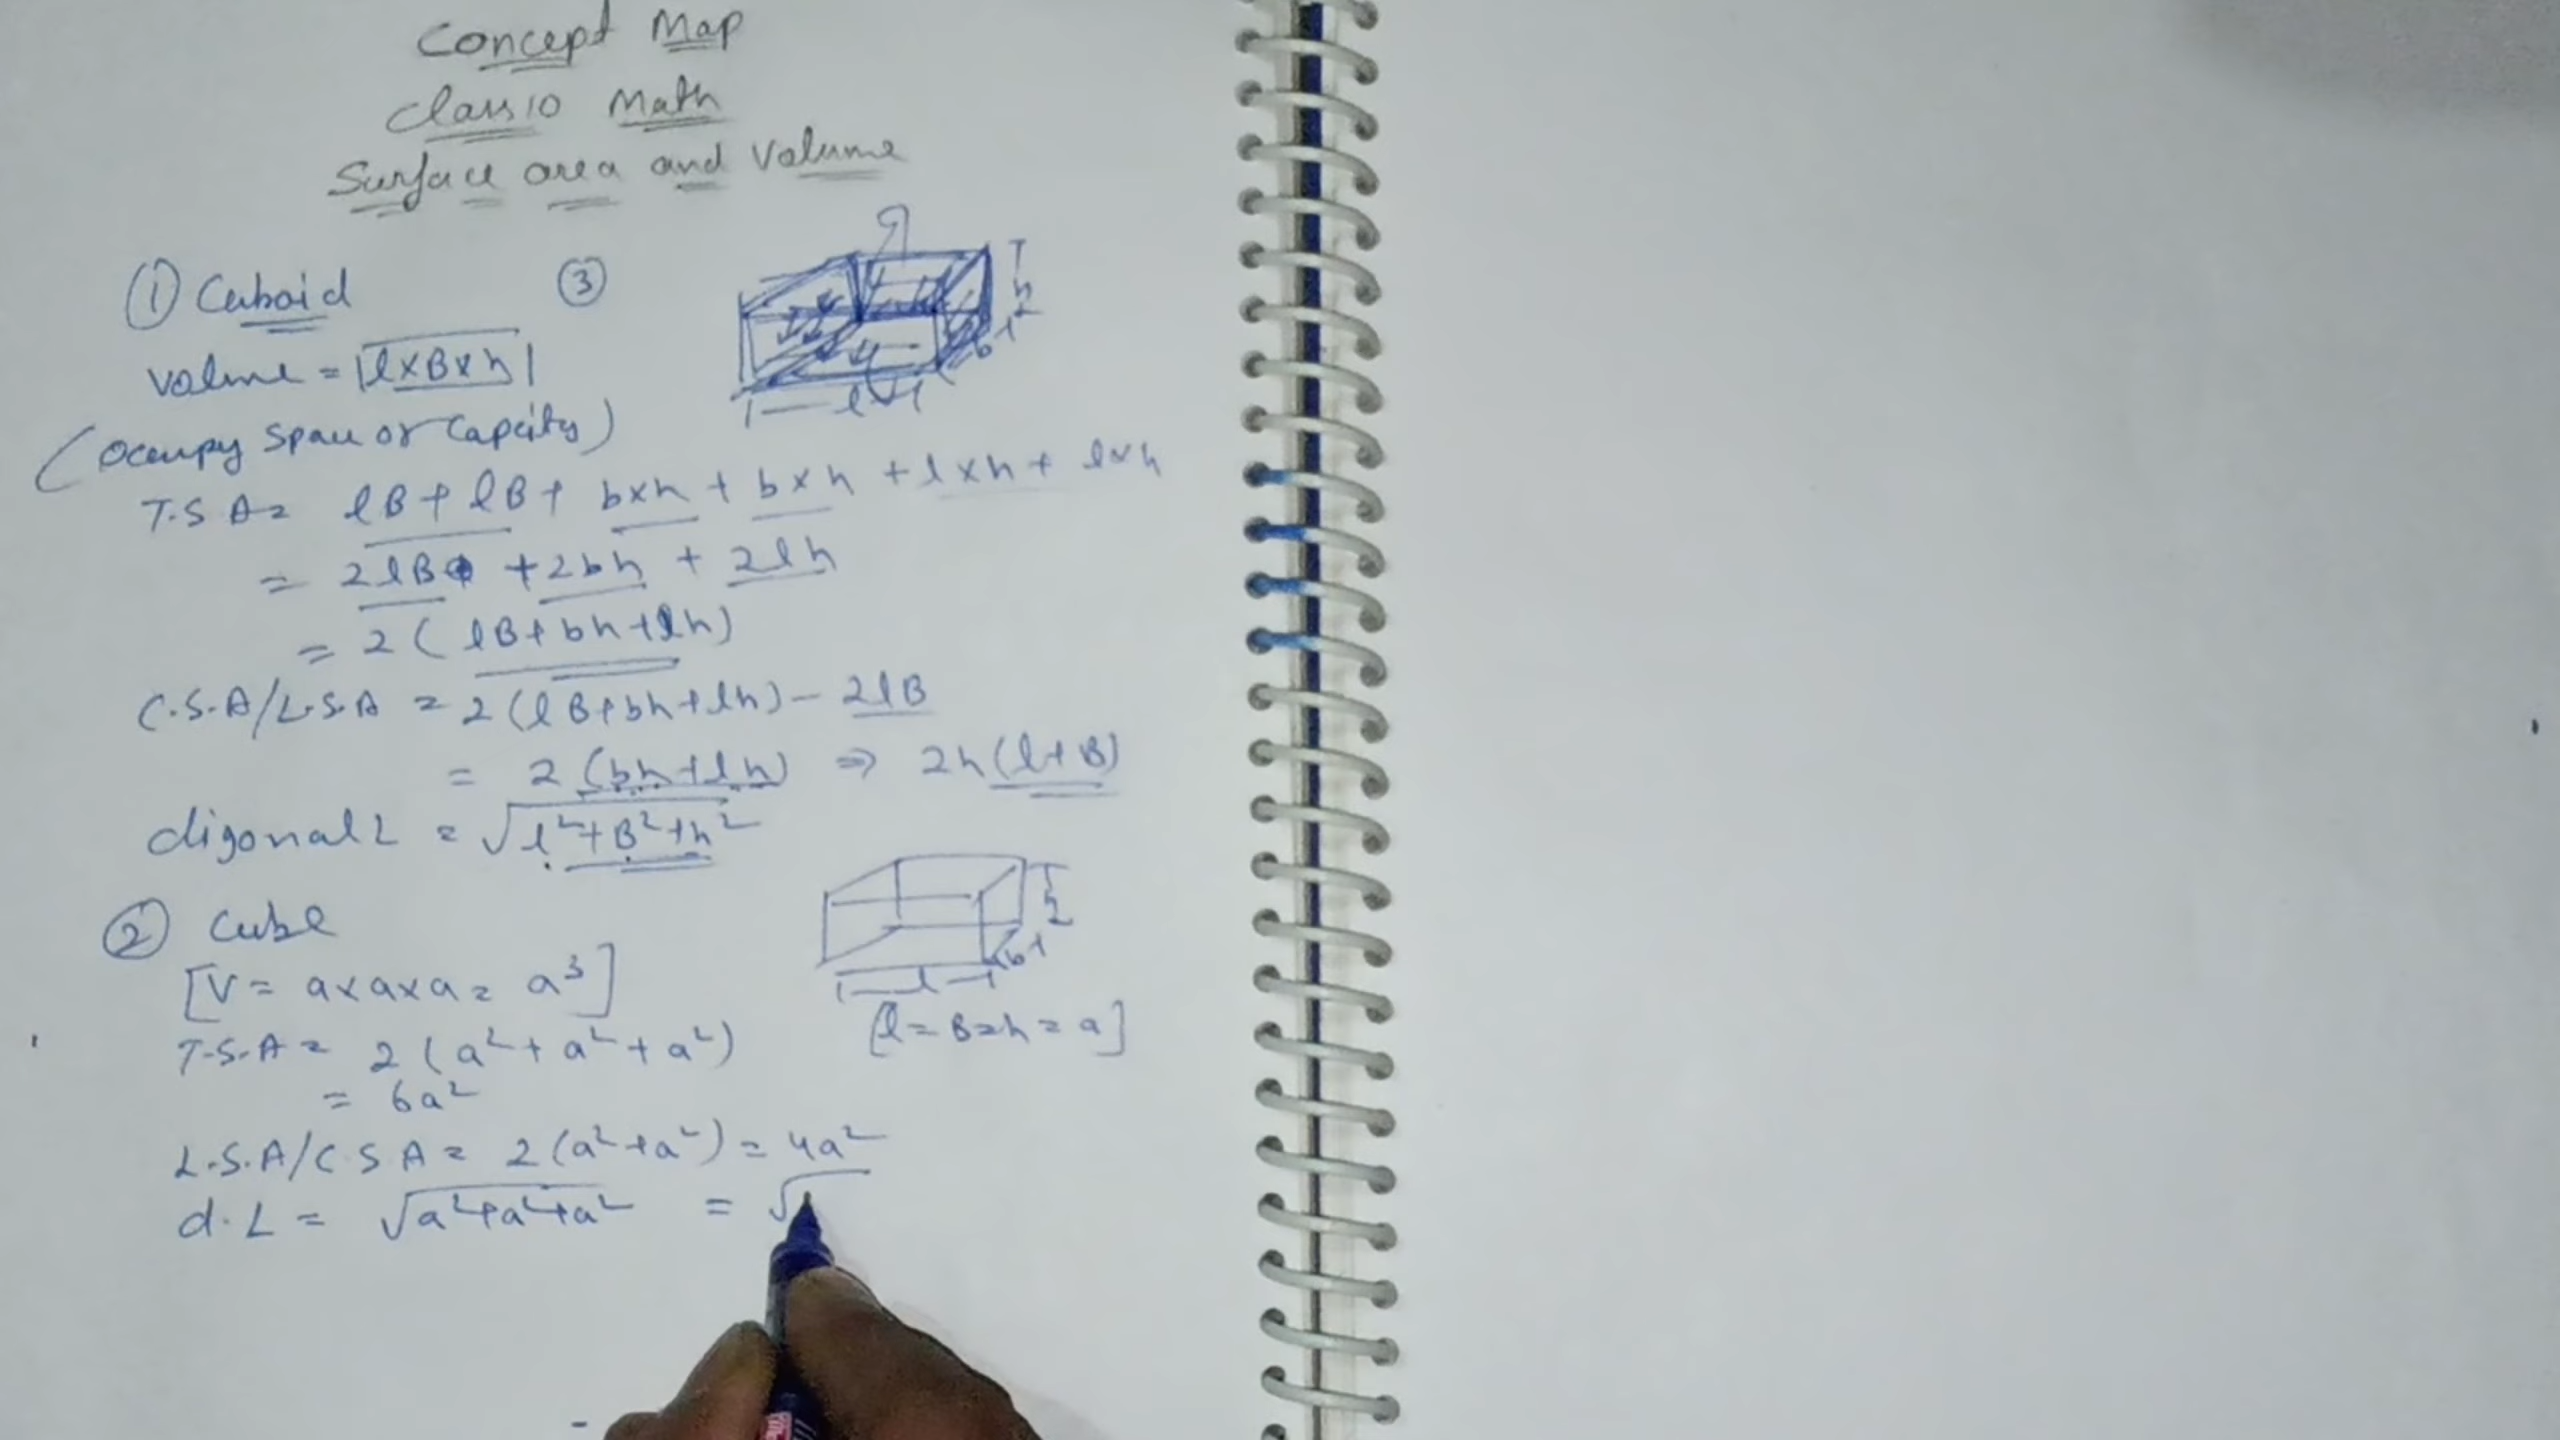 Concept Map
Class 10 Math
Surface area and Volume
① Cuboid ③
h
b
l
Volme = l×B×h
(Occupy Space or Capcity)
T.S A = lB + lB + b×h + b×h + l×h + l×h
= 2lB + 2bh + 2lh
= 2 ( lB + bh + lh)
C.S.A/L.S.A = 2(lB+bh+lh) - 2lB
= 2 (bh+lh) ⇒ 2h(l+B)
digonal L = √l²+B²+h²
② Cube
h
b
l
[V = a×a×a = a³]
[l=B=h=a]
T.S.A = 2 (a²+a²+a²)
= 6a²
L.S.A/C S A = 2(a²+a²) = 4a²
d.L = √a²+a²+a² = √